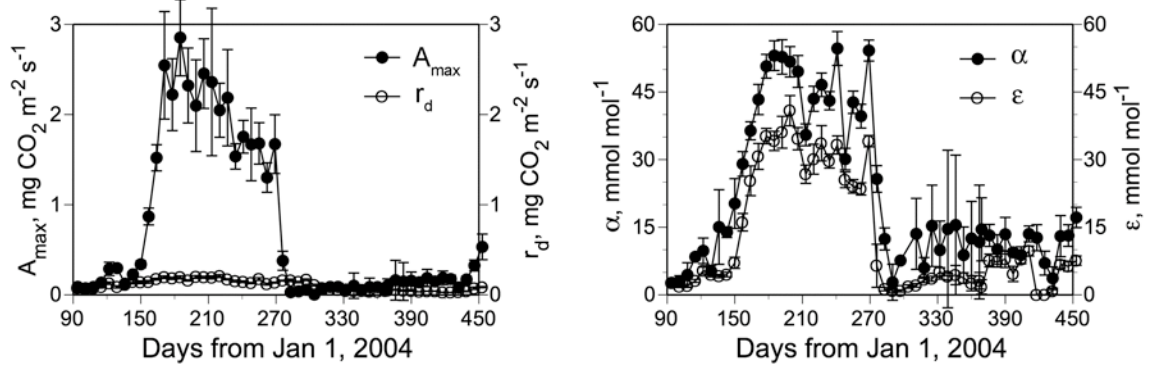 3
2
1
0
A_max, mg CO₂ m⁻² s⁻¹
A_max
r_d
3
2
1
0
r_d, mg CO₂ m⁻² s⁻¹
90 150 210 270 330 390 450
Days from Jan 1, 2004
60
45
30
15
0
α, mmol mol⁻¹
α
ε
60
45
30
15
0
ε, mmol mol⁻¹
90 150 210 270 330 390 450
Days from Jan 1, 2004